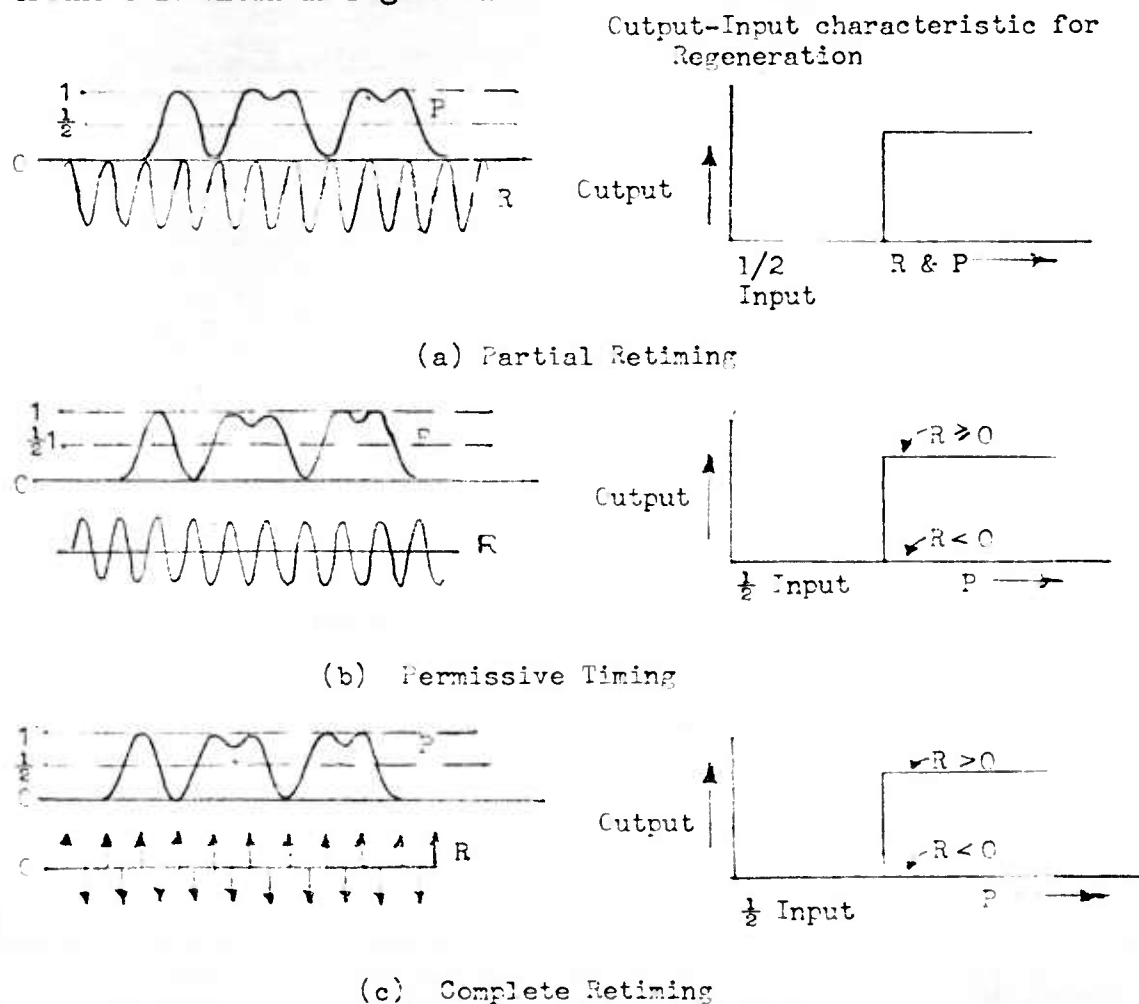 Output-Input characteristic for
Regeneration
1
1/2
P
0
R
Output
1/2
Input
R & P
(a) Partial Retiming
1
1/2
P
0
R
Output
R ≥ 0
R < 0
1/2 Input
P
(b) Permissive Timing
1
1/2
P
0
R
Output
R > 0
R < 0
1/2 Input
P
(c) Complete Retiming